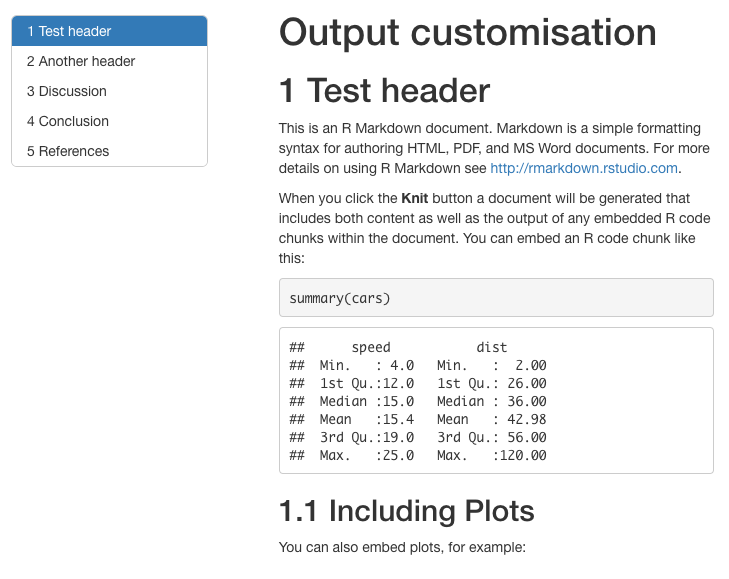 1 Test header
2 Another header
3 Discussion
4 Conclusion
5 References
Output customisation
1 Test header
This is an R Markdown document. Markdown is a simple formatting
syntax for authoring HTML, PDF, and MS Word documents. For more
details on using R Markdown see http://rmarkdown.rstudio.com.
When you click the Knit button a document will be generated that
includes both content as well as the output of any embedded R code
chunks within the document. You can embed an R code chunk like
this:
summary(cars)
##      speed           dist
##  Min.   : 4.0   Min.   :  2.00
##  1st Qu.:12.0   1st Qu.: 26.00
##  Median :15.0   Median : 36.00
##  Mean   :15.4   Mean   : 42.98
##  3rd Qu.:19.0   3rd Qu.: 56.00
##  Max.   :25.0   Max.   :120.00
1.1 Including Plots
You can also embed plots, for example: